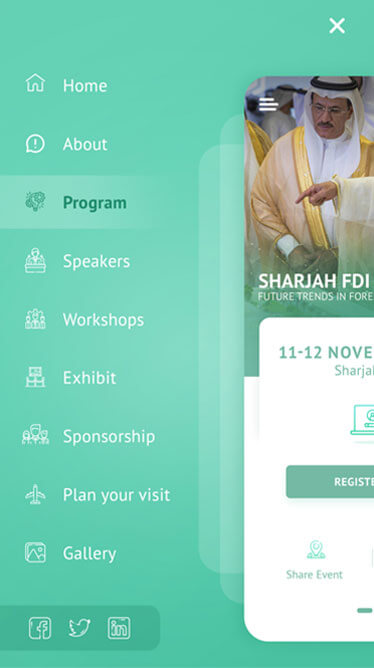 Home
About
Program
Speakers
Workshops
Exhibit
Sponsorship
Plan your visit
Gallery
SHARJAH FDI
FUTURE TRENDS IN FORE
11-12 NOVE
Sharjah
REGISTE
Share Event